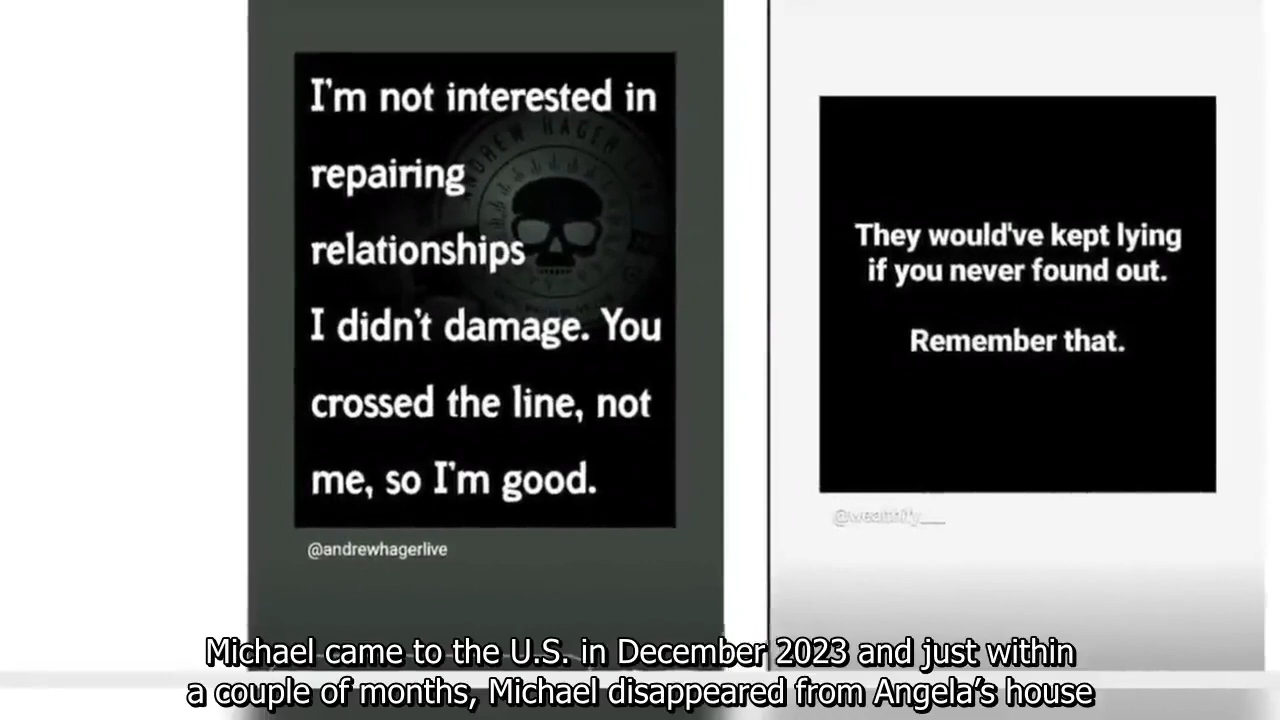 I'm not interested in
repairing
relationships
I didn't damage. You
crossed the line, not
me, so I'm good.
@andrewhagerlive
They would've kept lying
if you never found out.
Remember that.
Michael came to the U.S. in December 2023 and just within
a couple of months, Michael disappeared from Angela's house